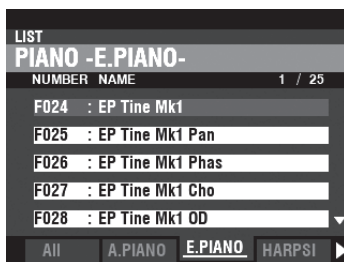 LIST
PIANO -E.PIANO-
NUMBER NAME 1 / 25
F024 : EP Tine Mk1
F025 : EP Tine Mk1 Pan
F026 : EP Tine Mk1 Phas
F027 : EP Tine Mk1 Cho
F028 : EP Tine Mk1 OD
All A.PIANO E.PIANO HARPSI